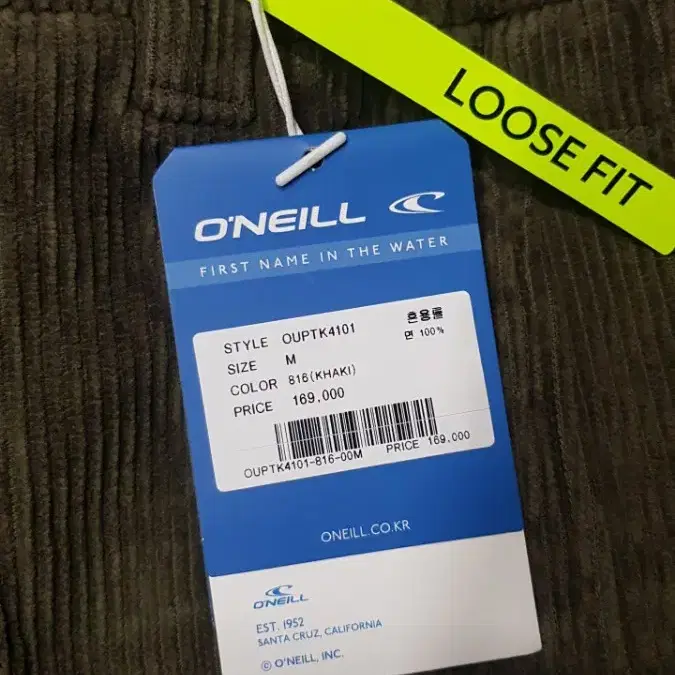 LOOSE FIT
O'NEILL
FIRST NAME IN THE WATER
STYLE OUPTK4101 혼용률
SIZE M 면 100%
COLOR 816(KHAKI)
PRICE 169,000
OUPTK4101-816-00M PRICE 169,000
ONEILL.CO.KR
O'NEILL
EST. 1952
SANTA CRUZ, CALIFORNIA
© O'NEILL, INC.